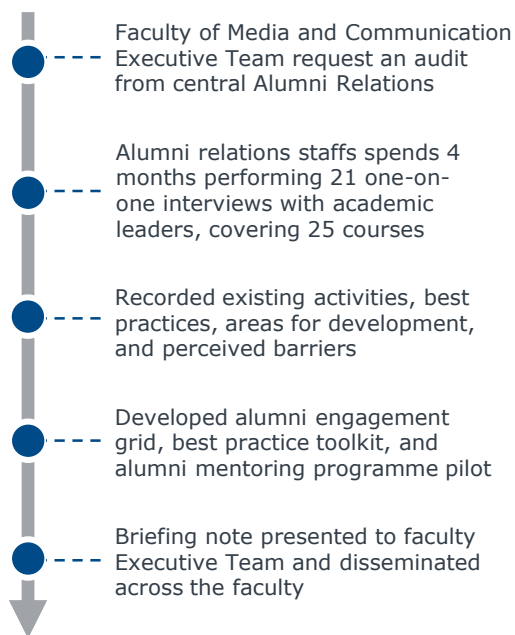 Faculty of Media and Communication
Executive Team request an audit
from central Alumni Relations
Alumni relations staffs spends 4
months performing 21 one-on-
one interviews with academic
leaders, covering 25 courses
Recorded existing activities, best
practices, areas for development,
and perceived barriers
Developed alumni engagement
grid, best practice toolkit, and
alumni mentoring programme pilot
Briefing note presented to faculty
Executive Team and disseminated
across the faculty